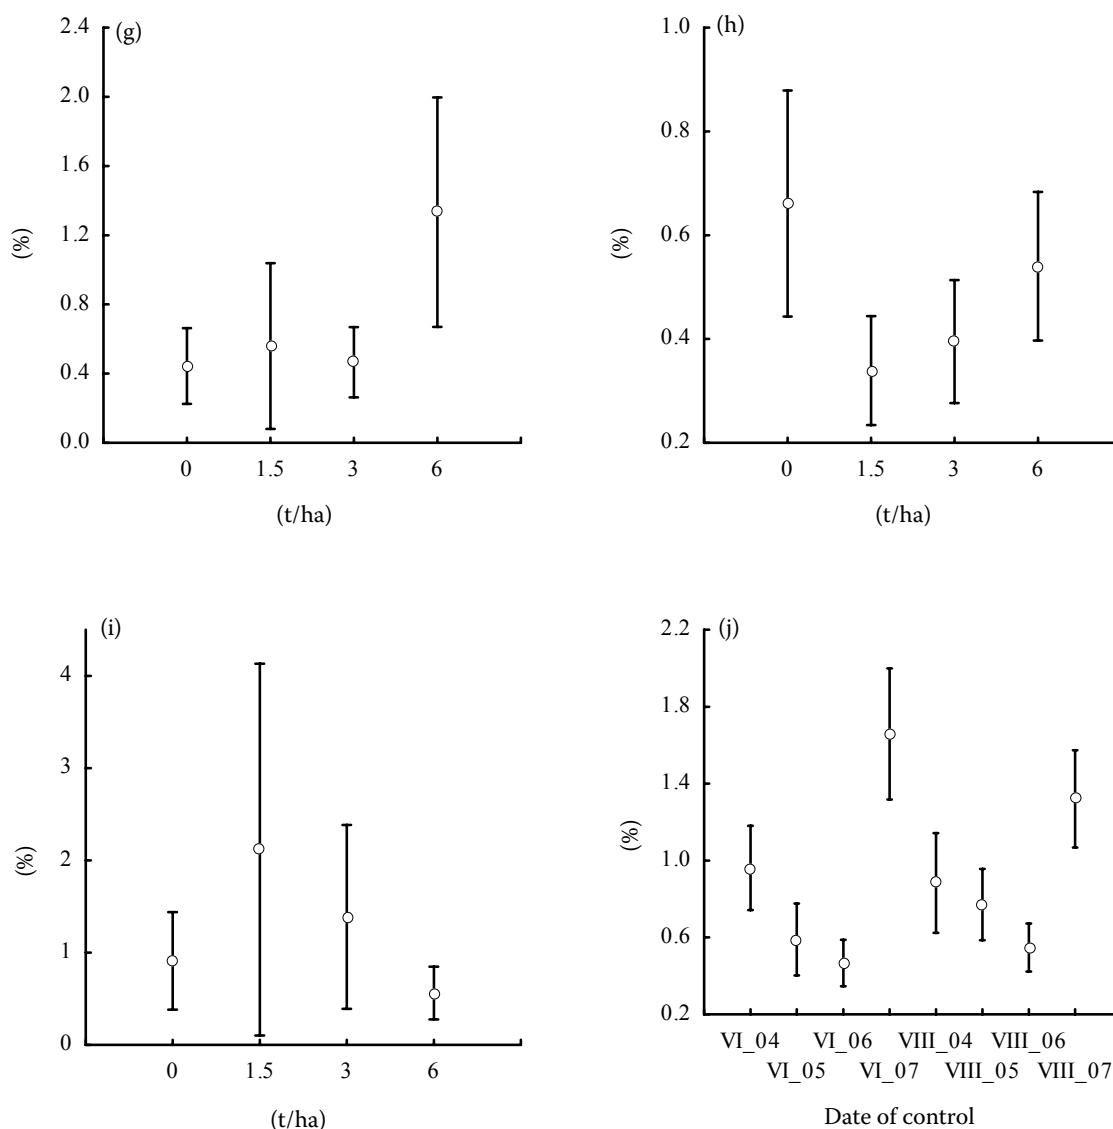 (g)
2.4
2.0
1.6
1.2
0.8
0.4
0.0
(%)
0 1.5 3 6
(t/ha)
(h)
1.0
0.8
0.6
0.4
0.2
(%)
0 1.5 3 6
(t/ha)
(i)
4
3
2
1
0
(%)
0 1.5 3 6
(t/ha)
(j)
2.2
1.8
1.4
1.0
0.6
0.2
(%)
VI_04 VI_06 VIII_04 VIII_06
VI_05 VI_07 VIII_05 VIII_07
Date of control